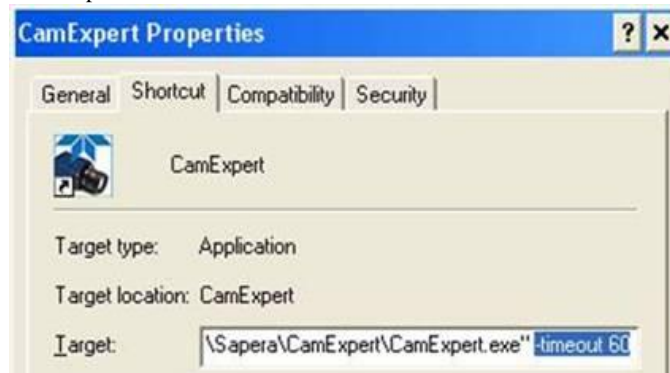 CamExpert Properties
? ×
General Shortcut Compatibility Security
CamExpert
Target type: Application
Target location: CamExpert
Target: \Sapera\CamExpert\CamExpert.exe" -timeout 60